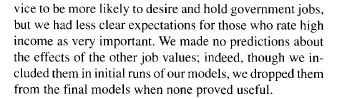 vice to be more likely to desire and hold government jobs,
but we had less clear expectations for those who rate high
income as very important. We made no predictions about
the effects of the other job values; indeed, though we in-
cluded them in initial runs of our models, we dropped them
from the final models when none proved useful.